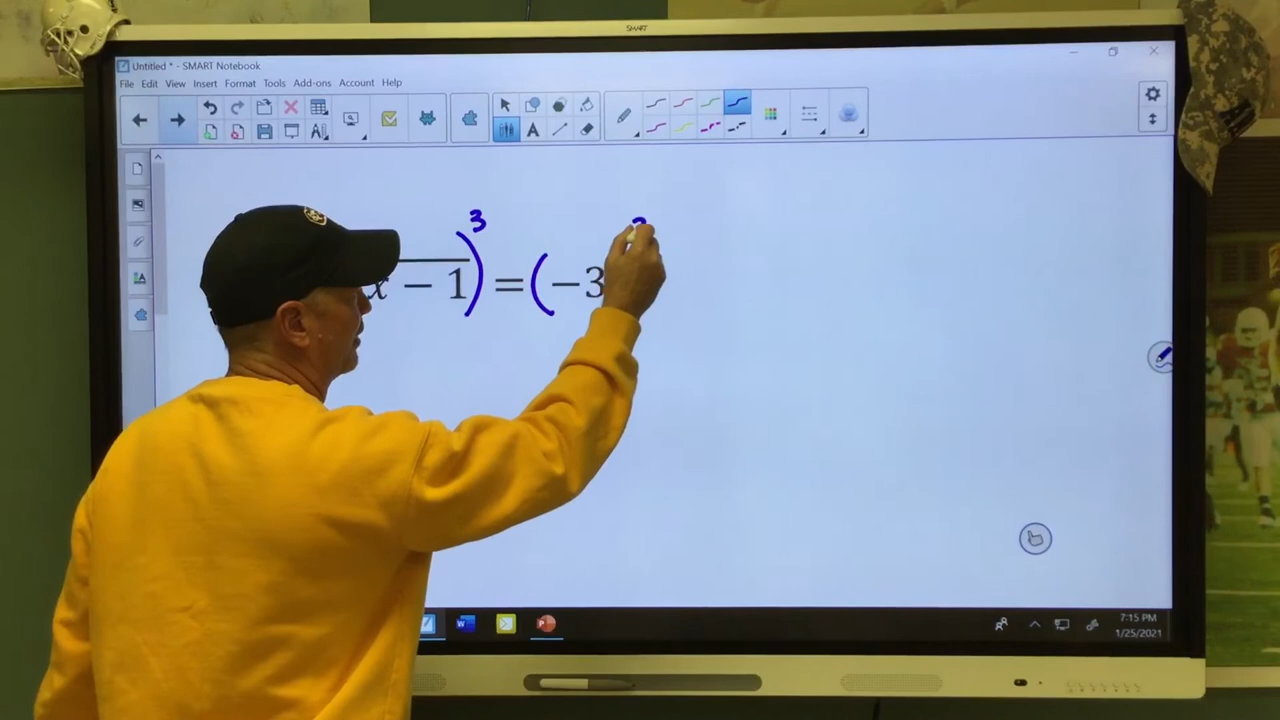 SMART
Untitled * - SMART Notebook
File Edit View Insert Format Tools Add-ons Account Help
x − 1)³ = (−3
7:15 PM
1/25/2021